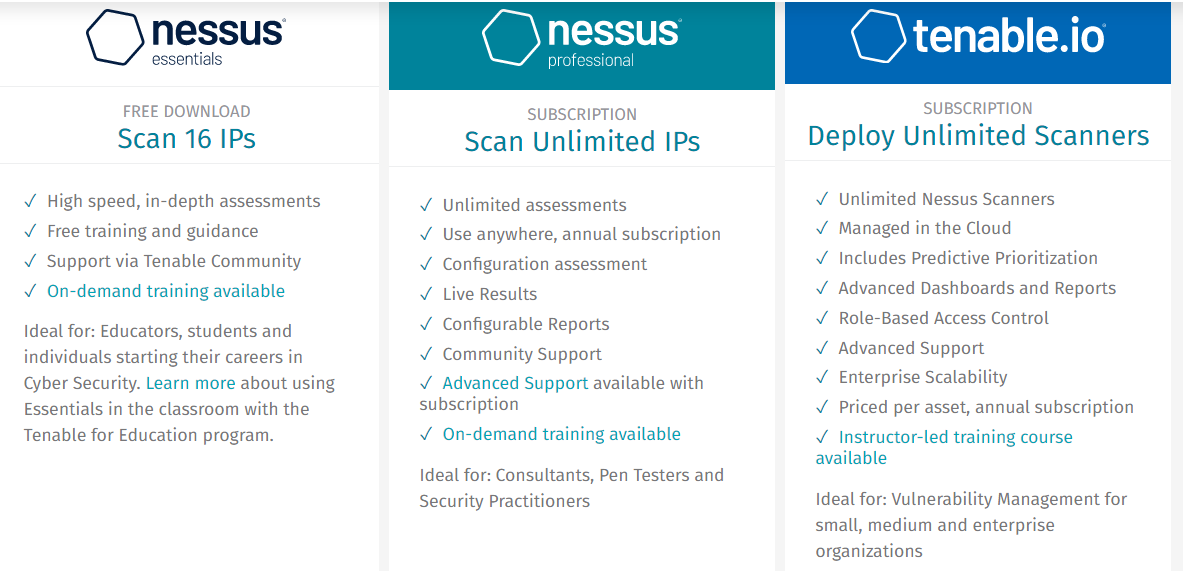 nessus®
essentials
FREE DOWNLOAD
Scan 16 IPs
✓ High speed, in-depth assessments
✓ Free training and guidance
✓ Support via Tenable Community
✓ On-demand training available
Ideal for: Educators, students and
individuals starting their careers in
Cyber Security. Learn more about using
Essentials in the classroom with the
Tenable for Education program.
nessus®
professional
SUBSCRIPTION
Scan Unlimited IPs
✓ Unlimited assessments
✓ Use anywhere, annual subscription
✓ Configuration assessment
✓ Live Results
✓ Configurable Reports
✓ Community Support
✓ Advanced Support available with
subscription
✓ On-demand training available
Ideal for: Consultants, Pen Testers and
Security Practitioners
tenable.io®
SUBSCRIPTION
Deploy Unlimited Scanners
✓ Unlimited Nessus Scanners
✓ Managed in the Cloud
✓ Includes Predictive Prioritization
✓ Advanced Dashboards and Reports
✓ Role-Based Access Control
✓ Advanced Support
✓ Enterprise Scalability
✓ Priced per asset, annual subscription
✓ Instructor-led training course
available
Ideal for: Vulnerability Management for
small, medium and enterprise
organizations